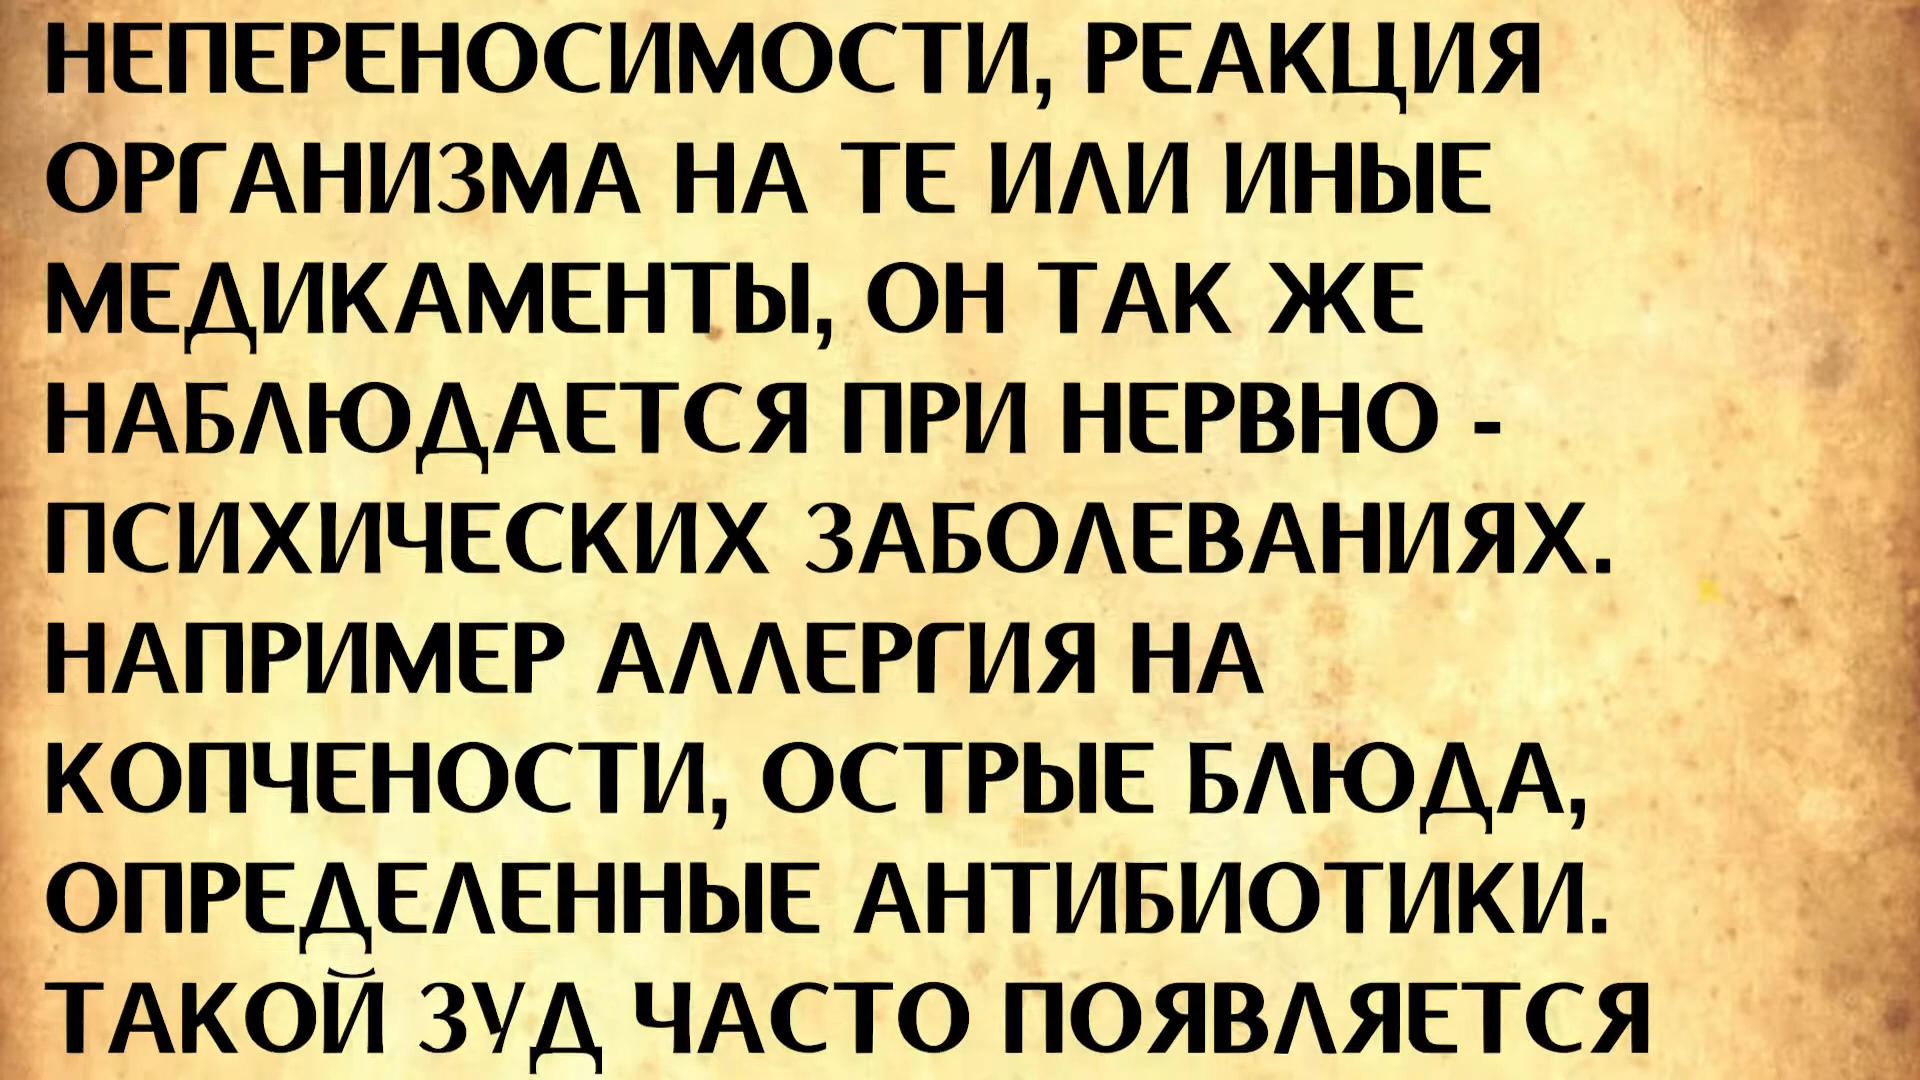 НЕПЕРЕНОСИМОСТИ, РЕАКЦИЯ
ОРГАНИЗМА НА ТЕ ИЛИ ИНЫЕ
МЕДИКАМЕНТЫ, ОН ТАК ЖЕ
НАБЛЮДАЕТСЯ ПРИ НЕРВНО -
ПСИХИЧЕСКИХ ЗАБОЛЕВАНИЯХ.
НАПРИМЕР АЛЛЕРГИЯ НА
КОПЧЕНОСТИ, ОСТРЫЕ БЛЮДА,
ОПРЕДЕЛЕННЫЕ АНТИБИОТИКИ.
ТАКОЙ ЗУД ЧАСТО ПОЯВЛЯЕТСЯ